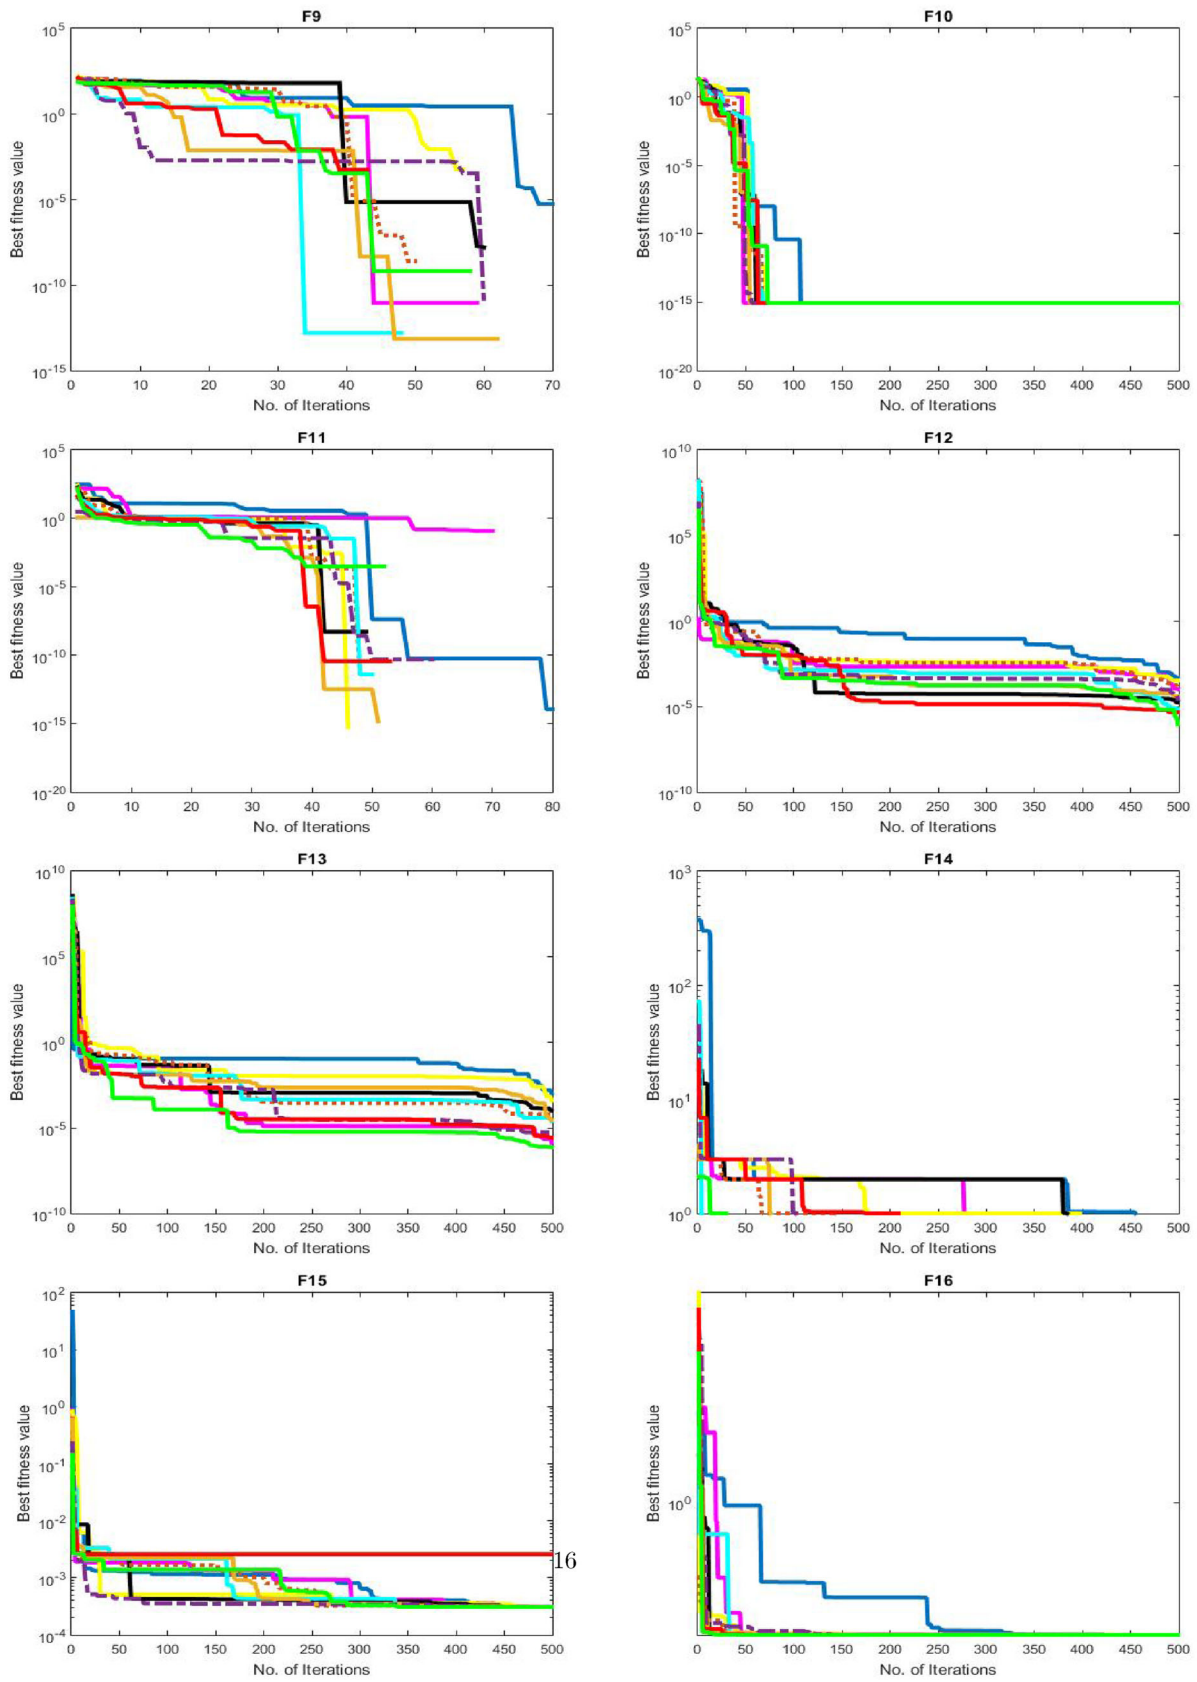 F9
10^5
10^0
10^-5
10^-10
10^-15
Best fitness value
0 10 20 30 40 50 60 70
No. of Iterations
F10
10^5
10^0
10^-5
10^-10
10^-15
10^-20
Best fitness value
0 50 100 150 200 250 300 350 400 450 500
No. of Iterations
F11
10^5
10^0
10^-5
10^-10
10^-15
10^-20
Best fitness value
0 10 20 30 40 50 60 70 80
No. of Iterations
F12
10^10
10^5
10^0
10^-5
10^-10
Best fitness value
0 50 100 150 200 250 300 350 400 450 500
No. of Iterations
F13
10^10
10^5
10^0
10^-5
10^-10
Best fitness value
0 50 100 150 200 250 300 350 400 450 500
No. of Iterations
F14
10^3
10^2
10^1
10^0
Best fitness value
0 50 100 150 200 250 300 350 400 450 500
No. of Iterations
F15
10^2
10^1
10^0
10^-1
10^-2
10^-3
10^-4
Best fitness value
0 50 100 150 200 250 300 350 400 450 500
No. of Iterations
16
F16
10^0
Best fitness value
0 50 100 150 200 250 300 350 400 450 500
No. of Iterations